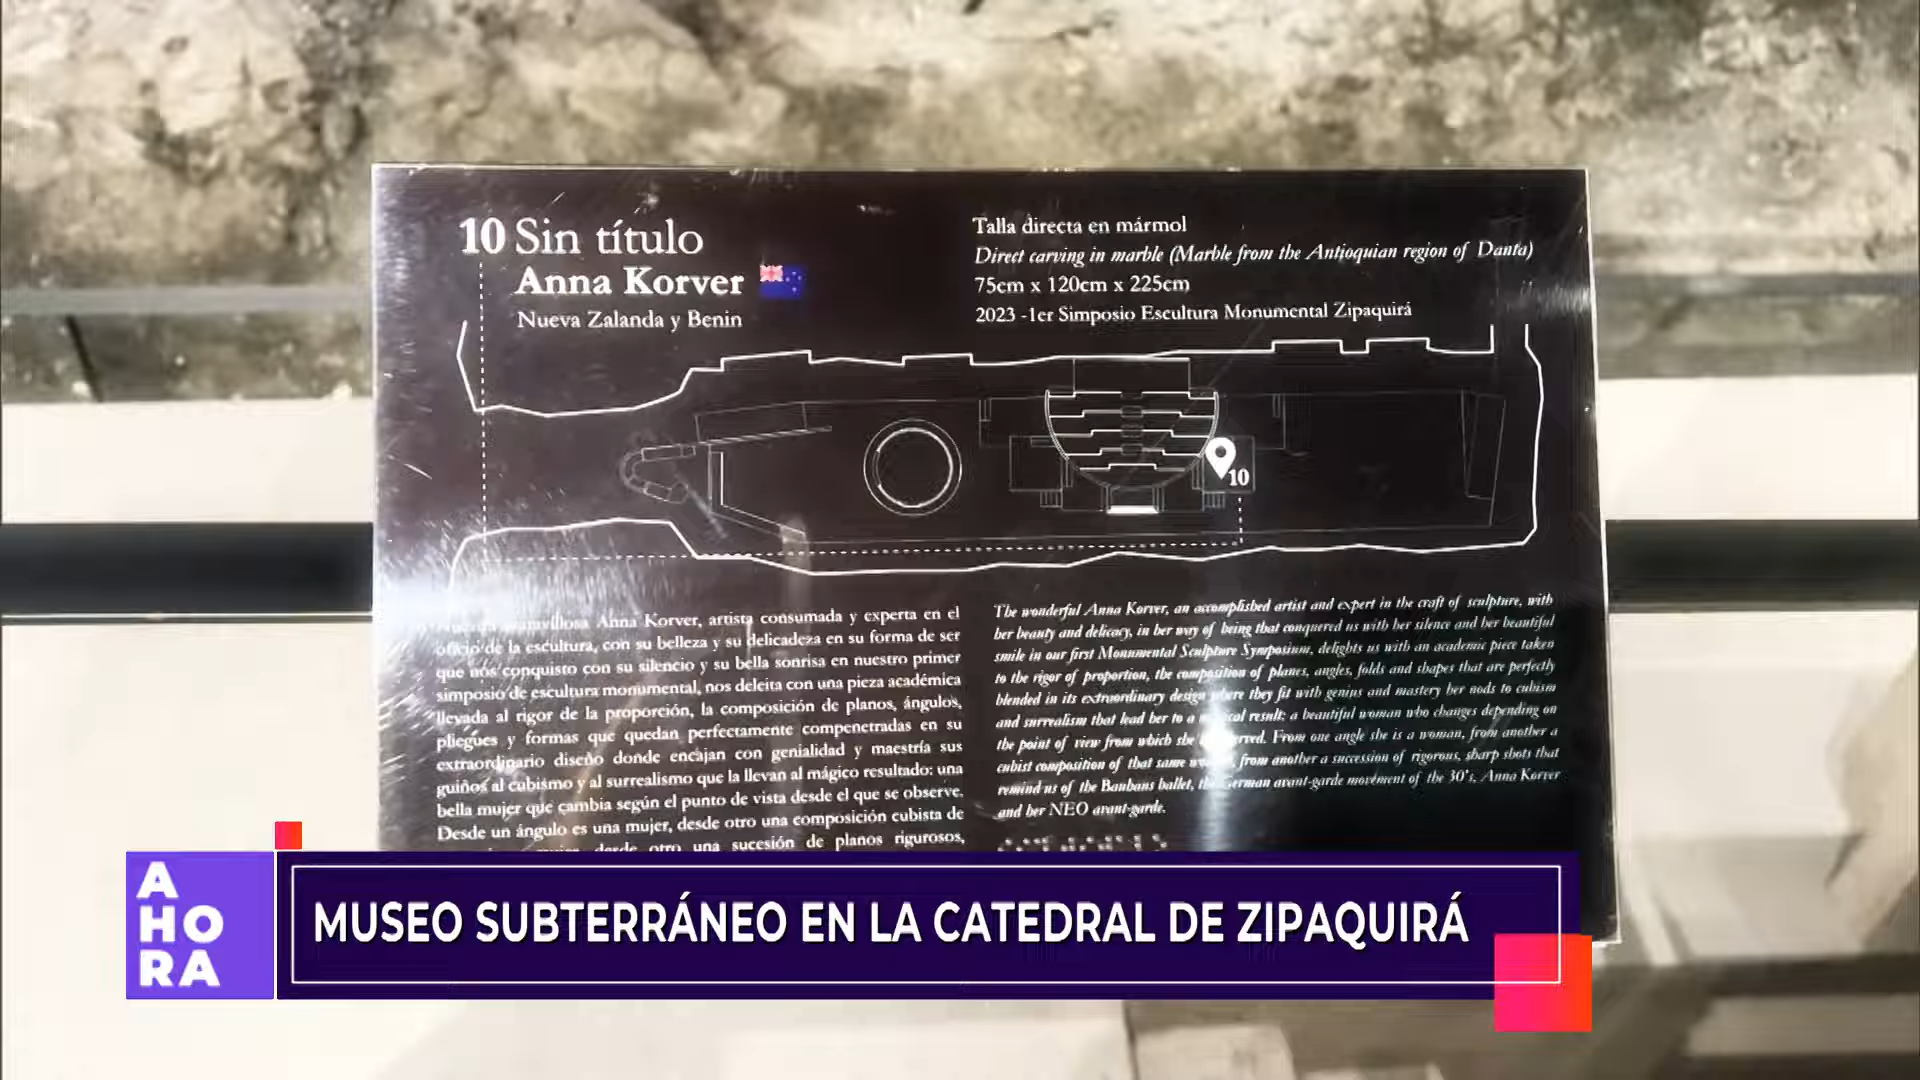 10 Sin título
Anna Korver
Nueva Zalanda y Benin
Talla directa en mármol
Direct carving in marble (Marble from the Antioquian region of Danta)
75cm x 120cm x 225cm
2023 -1er Simposio Escultura Monumental Zipaquirá
10
maravillosa Anna Korver, artista consumada y experta en el
oficio de la escultura, con su belleza y su delicadeza en su forma de ser
que nos conquisto con su silencio y su bella sonrisa en nuestro primer
simposio de escultura monumental, nos deleita con una pieza académica
llevada al rigor de la proporción, la composición de planos, ángulos,
pliegues y formas que quedan perfectamente compenetradas en su
extraordinario diseño donde encajan con genialidad y maestría sus
guiños al cubismo y al surrealismo que la llevan al mágico resultado: una
bella mujer que cambia según el punto de vista desde el que se observe.
Desde un ángulo es una mujer, desde otro una composición cubista de
desde otro una sucesión de planos rigurosos,
The wonderful Anna Korver, an accomplished artist and expert in the craft of sculpture, with
her beauty and delicacy, in her way of being that conquered us with her silence and her beautiful
smile in our first Monumental Sculpture Symposium, delights us with an academic piece taken
to the rigor of proportion, the composition of planes, angles, folds and shapes that are perfectly
blended in its extraordinary design where they fit with genius and mastery her nods to cubism
and surrealism that lead her to a result: a beautiful woman who changes depending on
the point of view from which she From one angle she is a woman, from another a
cubist composition of that same from another a succession of rigorous, sharp shots that
remind us of the Bauhaus ballet, the German avant-garde movement of the 30's, Anna Korver
and her NEO avant-garde.
A
HO
RA
MUSEO SUBTERRÁNEO EN LA CATEDRAL DE ZIPAQUIRÁ